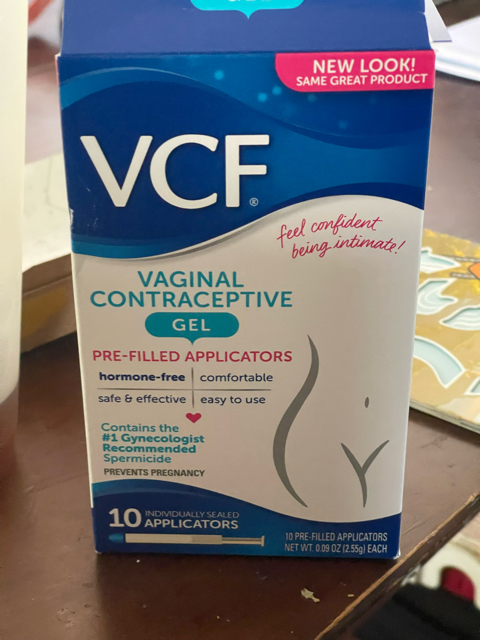 NEW LOOK!
SAME GREAT PRODUCT
VCF®
feel confident
being intimate!
VAGINAL
CONTRACEPTIVE
GEL
PRE-FILLED APPLICATORS
hormone-free comfortable
safe & effective easy to use
Contains the
#1 Gynecologist
Recommended
Spermicide
PREVENTS PREGNANCY
10 INDIVIDUALLY SEALED
APPLICATORS
10 PRE-FILLED APPLICATORS
NET WT. 0.09 OZ (2.55g) EACH